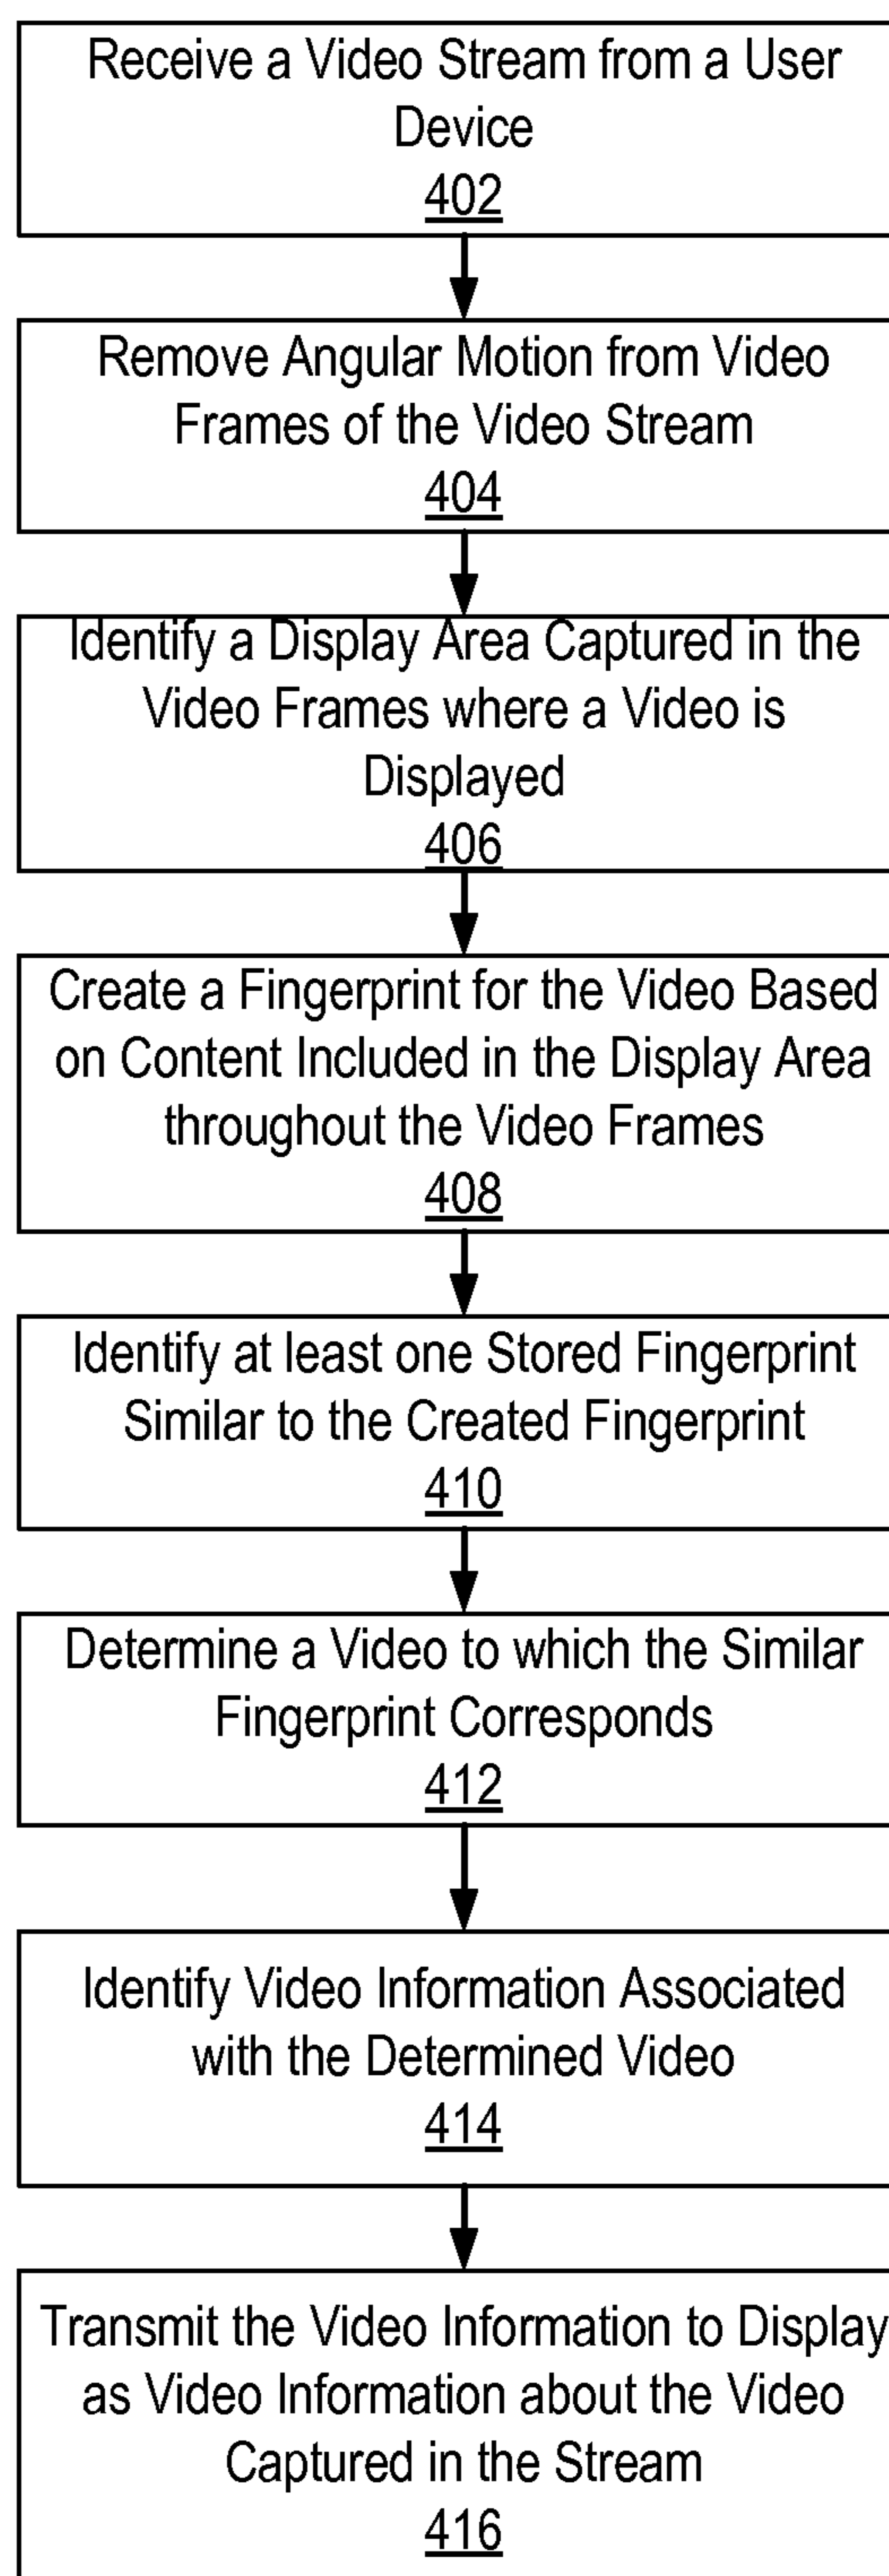 Receive a Video Stream from a User
Device
402
Remove Angular Motion from Video
Frames of the Video Stream
404
Identify a Display Area Captured in the
Video Frames where a Video is
Displayed
406
Create a Fingerprint for the Video Based
on Content Included in the Display Area
throughout the Video Frames
408
Identify at least one Stored Fingerprint
Similar to the Created Fingerprint
410
Determine a Video to which the Similar
Fingerprint Corresponds
412
Identify Video Information Associated
with the Determined Video
414
Transmit the Video Information to Display
as Video Information about the Video
Captured in the Stream
416